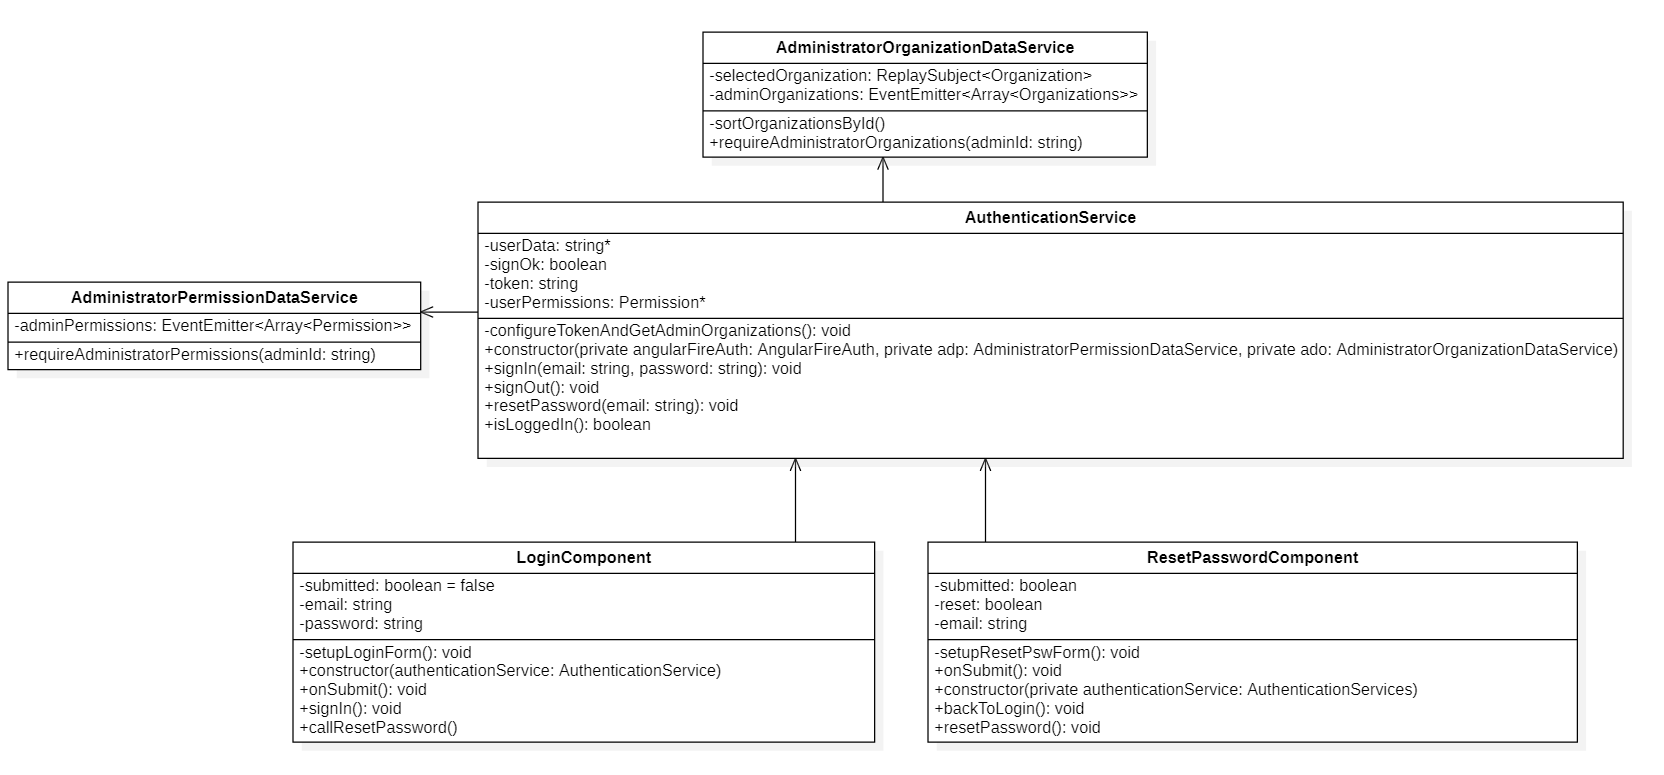 AdministratorOrganizationDataService
-selectedOrganization: ReplaySubject<Organization>
-adminOrganizations: EventEmitter<Array<Organizations>>
-sortOrganizationsById()
+requireAdministratorOrganizations(adminId: string)
AuthenticationService
-userData: string*
-signOk: boolean
-token: string
-userPermissions: Permission*
-configureTokenAndGetAdminOrganizations(): void
+constructor(private angularFireAuth: AngularFireAuth, private adp: AdministratorPermissionDataService, private ado: AdministratorOrganizationDataService)
+signIn(email: string, password: string): void
+signOut(): void
+resetPassword(email: string): void
+isLoggedIn(): boolean
AdministratorPermissionDataService
-adminPermissions: EventEmitter<Array<Permission>>
+requireAdministratorPermissions(adminId: string)
LoginComponent
-submitted: boolean = false
-email: string
-password: string
-setupLoginForm(): void
+constructor(authenticationService: AuthenticationService)
+onSubmit(): void
+signIn(): void
+callResetPassword()
ResetPasswordComponent
-submitted: boolean
-reset: boolean
-email: string
-setupResetPswForm(): void
+onSubmit(): void
+constructor(private authenticationService: AuthenticationServices)
+backToLogin(): void
+resetPassword(): void